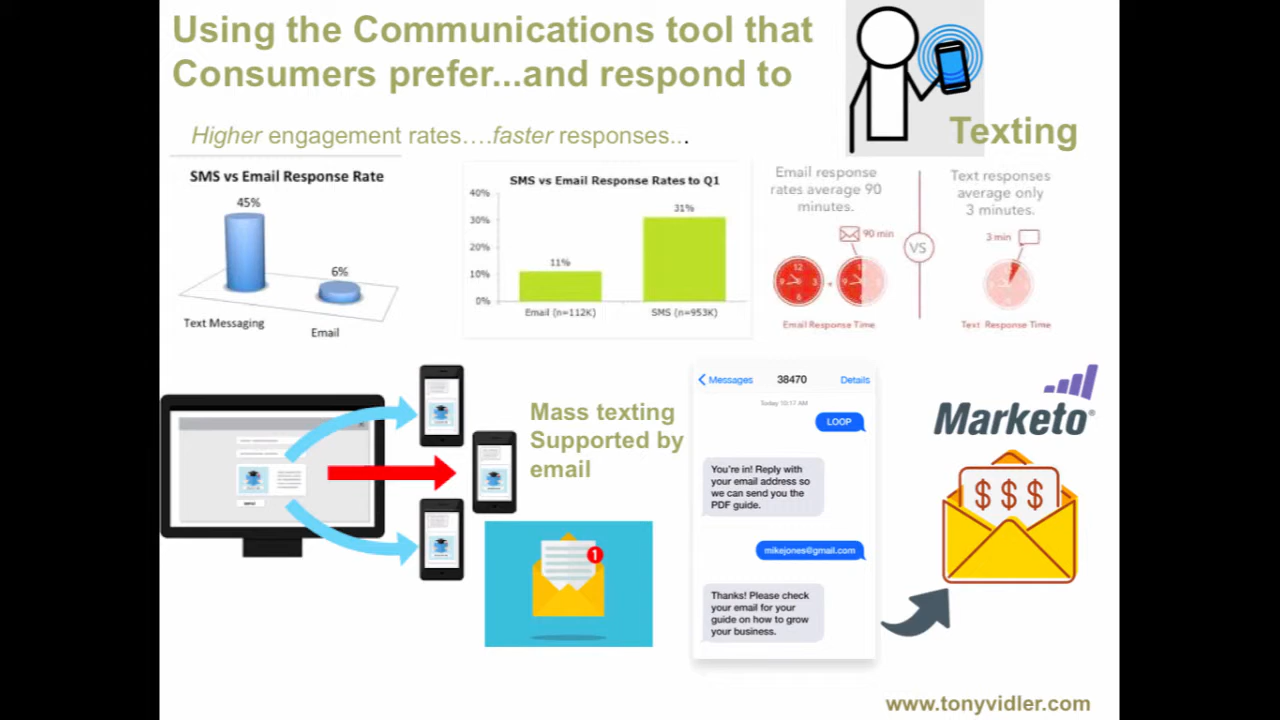 Using the Communications tool that
Consumers prefer...and respond to
Higher engagement rates….faster responses...
Texting
SMS vs Email Response Rate
45%
6%
Text Messaging
Email
SMS vs Email Response Rates to Q1
40%
30%
20%
10%
0%
11%
31%
Email (n=112K)
SMS (n=953K)
Email response
rates average 90
minutes.
90 min
Email Response Time
VS
Text responses
average only
3 minutes.
3 min
Text Response Time
Mass texting
Supported by
email
1
Messages
38470
Details
Today 10:17 AM
LOOP
You're in! Reply with
your email address so
we can send you the
PDF guide.
mikejones@gmail.com
Thanks! Please check
your email for your
guide on how to grow
your business.
Marketo®
$ $ $
www.tonyvidler.com